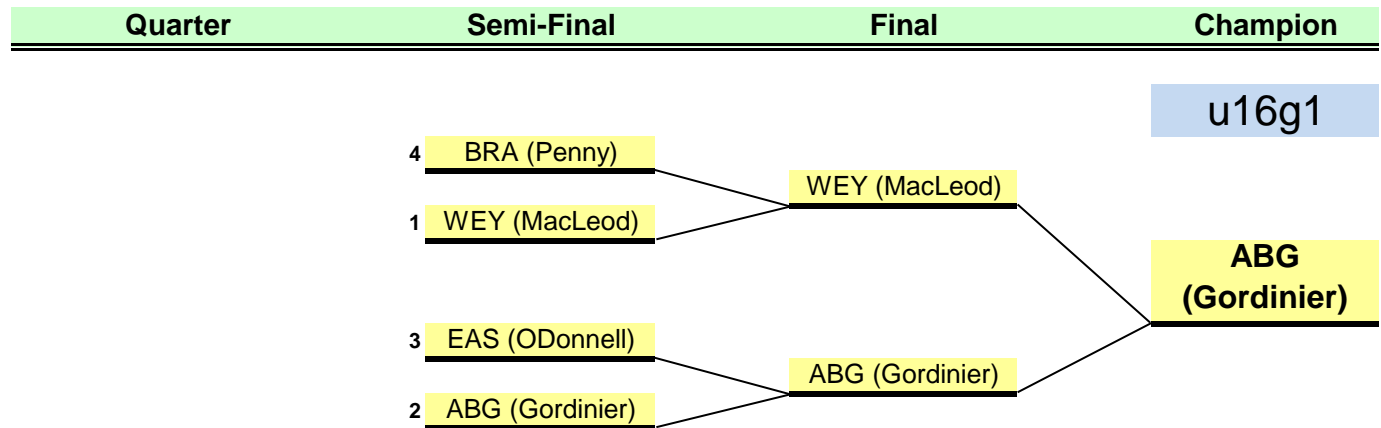 Quarter Semi-Final Final Champion
u16g1
4 BRA (Penny)
WEY (MacLeod)
1 WEY (MacLeod)
ABG
(Gordinier)
3 EAS (ODonnell)
ABG (Gordinier)
2 ABG (Gordinier)